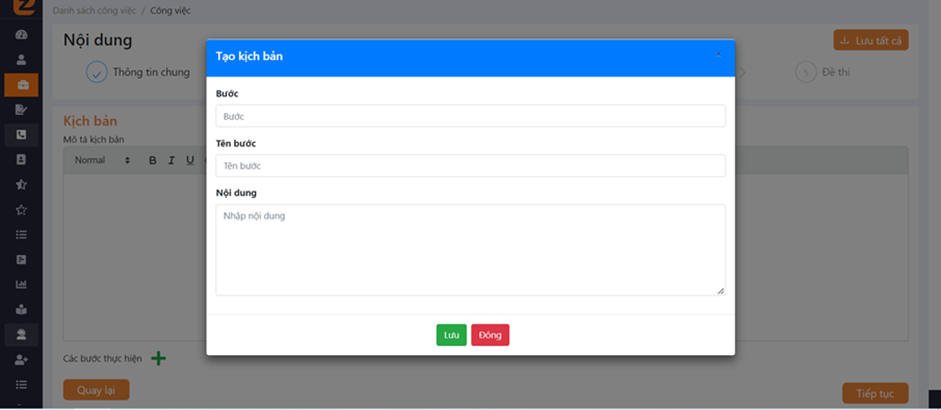 Danh sách công việc / Công việc
Nội dung
Lưu tất cả
Thông tin chung
5 Đề thi
Tạo kịch bản
Bước
Bước
Tên bước
Tên bước
Nội dung
Nhập nội dung
Lưu Đóng
Kịch bản
Mô tả kịch bản
Normal B I U
Các bước thực hiện
Quay lại
Tiếp tục